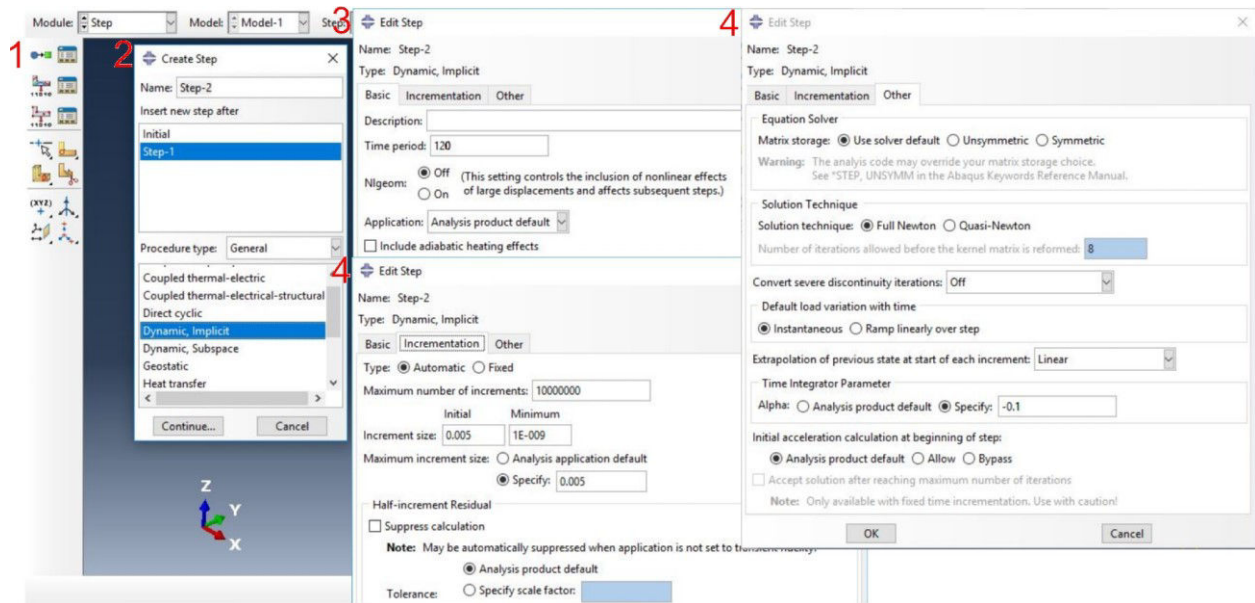 Module: Step Model: Model-1 Step:
1
2
Create Step
Name: Step-2
Insert new step after
Initial
Step-1
Procedure type: General
Coupled thermal-electric
Coupled thermal-electrical-structural
Direct cyclic
Dynamic, Implicit
Dynamic, Subspace
Geostatic
Heat transfer
Continue... Cancel
(XYZ)
Z
Y
X
3
Edit Step
Name: Step-2
Type: Dynamic, Implicit
Basic Incrementation Other
Description:
Time period: 120
Nlgeom: Off (This setting controls the inclusion of nonlinear effects
On of large displacements and affects subsequent steps.)
Application: Analysis product default
Include adiabatic heating effects
4
Edit Step
Name: Step-2
Type: Dynamic, Implicit
Basic Incrementation Other
Type: Automatic Fixed
Maximum number of increments: 10000000
Initial Minimum
Increment size: 0.005 1E-009
Maximum increment size: Analysis application default
Specify: 0.005
Half-increment Residual
Suppress calculation
Note: May be automatically suppressed when application is not set to transient fidelity.
Analysis product default
Tolerance: Specify scale factor:
4
Edit Step
Name: Step-2
Type: Dynamic, Implicit
Basic Incrementation Other
Equation Solver
Matrix storage: Use solver default Unsymmetric Symmetric
Warning: The analyis code may override your matrix storage choice.
See *STEP, UNSYMM in the Abaqus Keywords Reference Manual.
Solution Technique
Solution technique: Full Newton Quasi-Newton
Number of iterations allowed before the kernel matrix is reformed: 8
Convert severe discontinuity iterations: Off
Default load variation with time
Instantaneous Ramp linearly over step
Extrapolation of previous state at start of each increment: Linear
Time Integrator Parameter
Alpha: Analysis product default Specify: -0.1
Initial acceleration calculation at beginning of step:
Analysis product default Allow Bypass
Accept solution after reaching maximum number of iterations
Note: Only available with fixed time incrementation. Use with caution!
OK Cancel